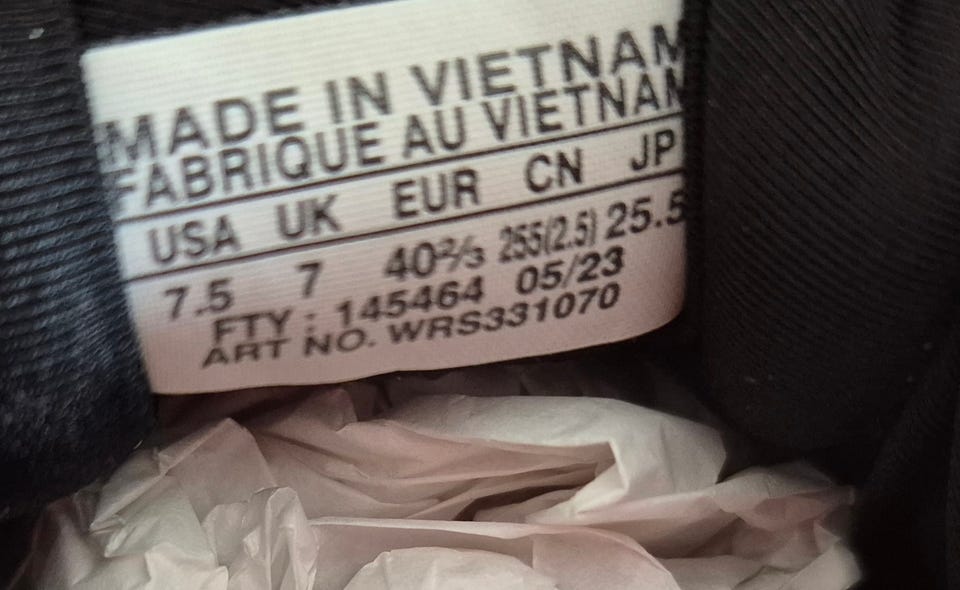 MADE IN VIETNAM
FABRIQUE AU VIETNAM
USA UK EUR CN JP
7.5 7 40⅔ 255(2.5) 25.5
FTY : 145464 05/23
ART NO. WRS331070